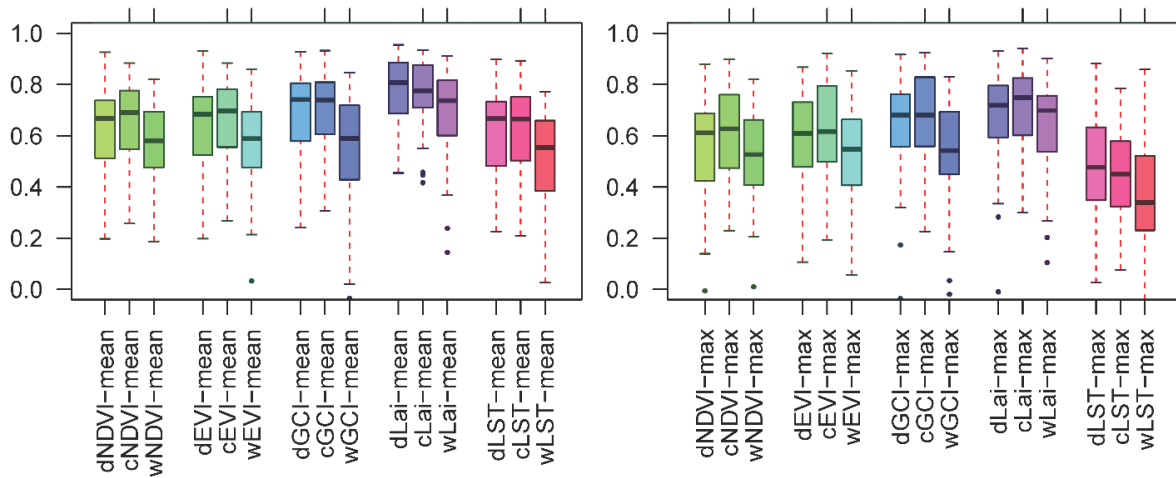 1.0
0.8
0.6
0.4
0.2
0.0
dNDVI-mean
cNDVI-mean
wNDVI-mean
dEVI-mean
cEVI-mean
wEVI-mean
dGCI-mean
cGCI-mean
wGCI-mean
dLai-mean
cLai-mean
wLai-mean
dLST-mean
cLST-mean
wLST-mean
1.0
0.8
0.6
0.4
0.2
0.0
dNDVI-max
cNDVI-max
wNDVI-max
dEVI-max
cEVI-max
wEVI-max
dGCI-max
cGCI-max
wGCI-max
dLai-max
cLai-max
wLai-max
dLST-max
cLST-max
wLST-max